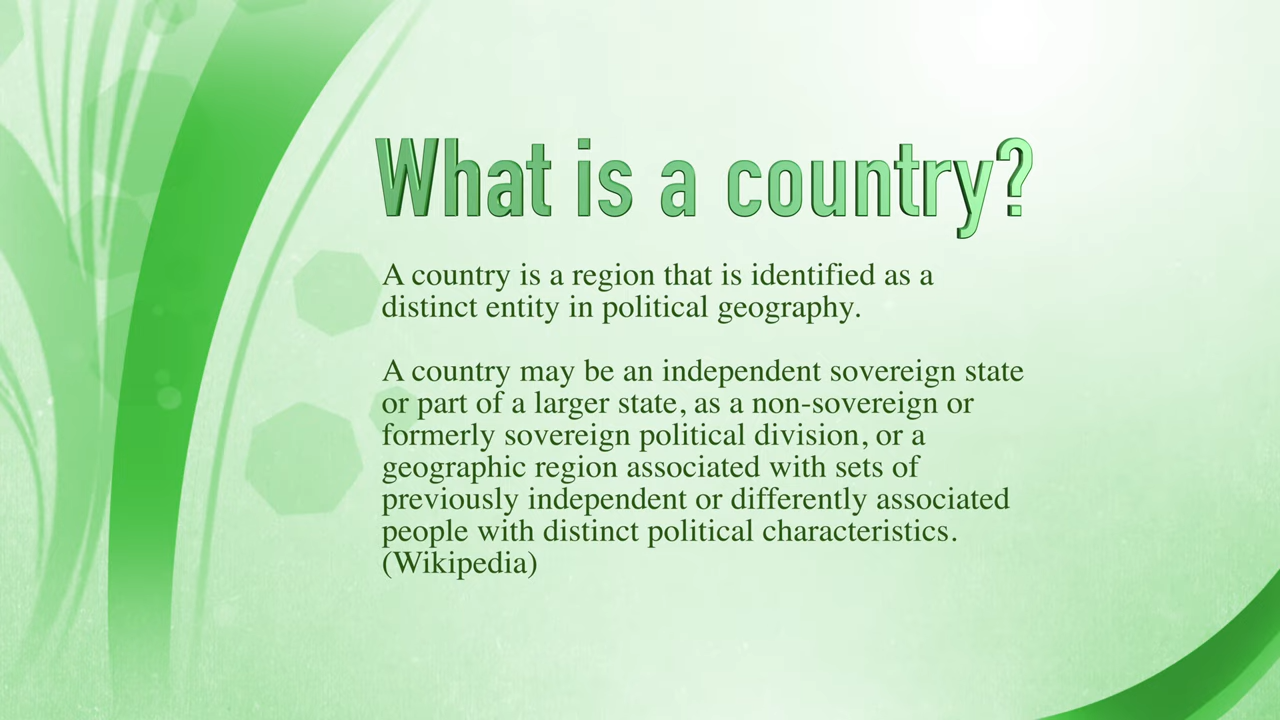 What is a country?
A country is a region that is identified as a
distinct entity in political geography.
A country may be an independent sovereign state
or part of a larger state, as a non-sovereign or
formerly sovereign political division, or a
geographic region associated with sets of
previously independent or differently associated
people with distinct political characteristics.
(Wikipedia)